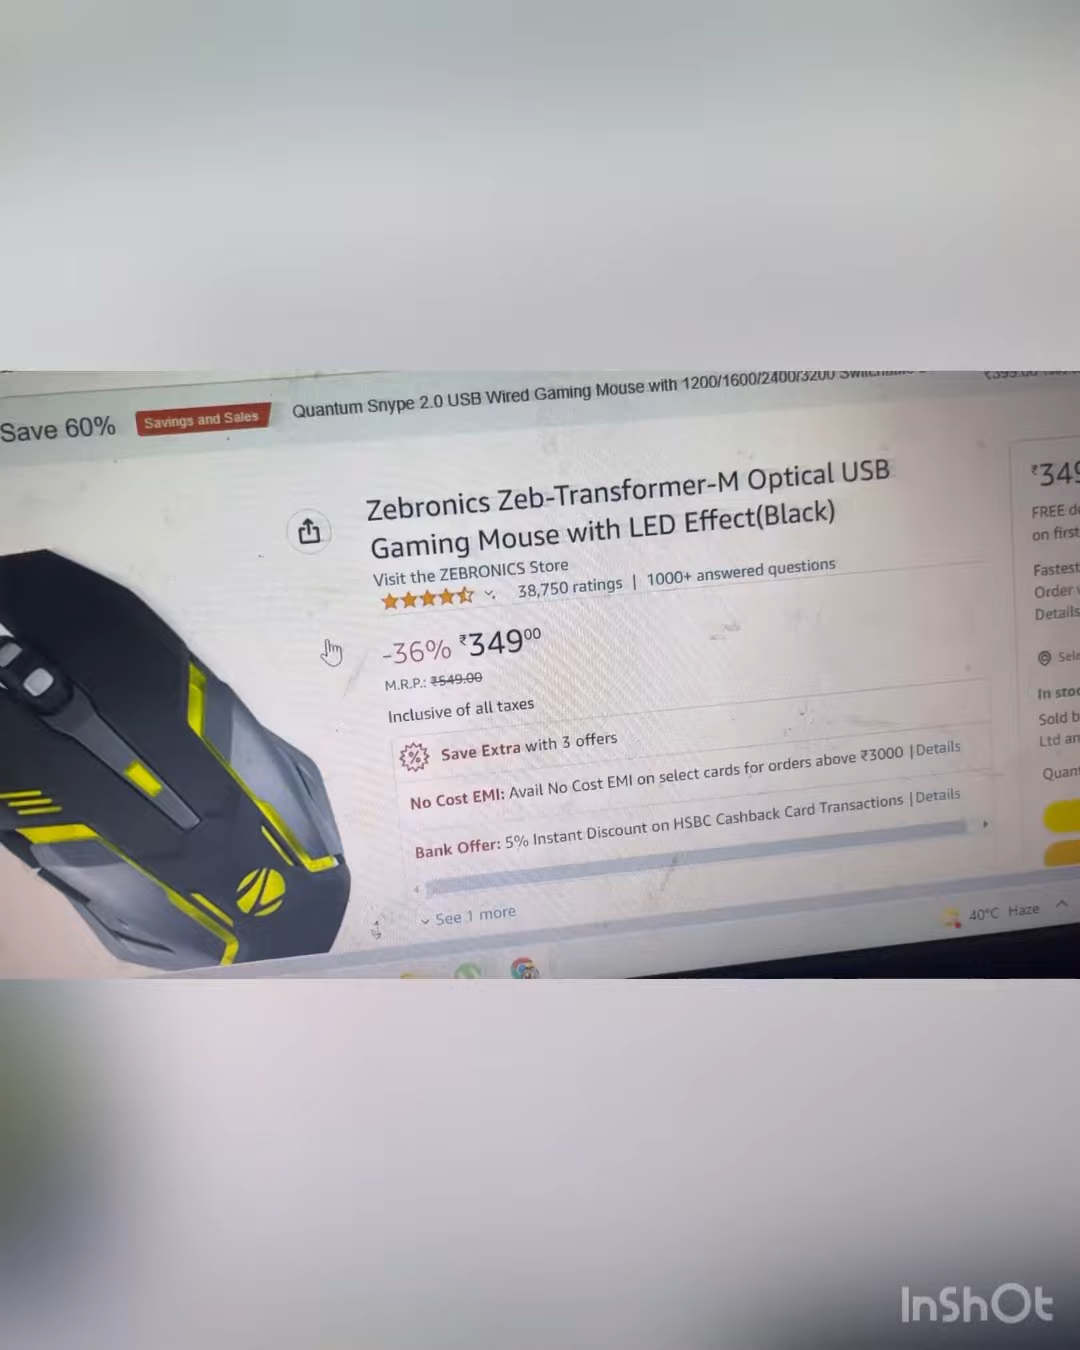 Save 60%
Savings and Sales
Quantum Snype 2.0 USB Wired Gaming Mouse with 1200/1600/2400/3200
Zebronics Zeb-Transformer-M Optical USB
Gaming Mouse with LED Effect(Black)
Visit the ZEBRONICS Store
38,750 ratings | 1000+ answered questions
-36% ₹34900
M.R.P.: ₹549.00
Inclusive of all taxes
Save Extra with 3 offers
No Cost EMI: Avail No Cost EMI on select cards for orders above ₹3000 | Details
Bank Offer: 5% Instant Discount on HSBC Cashback Card Transactions | Details
See 1 more
₹349
FREE
on first
Fastest
Order
Details
In
Sold
Ltd
40°C Haze
InShOt